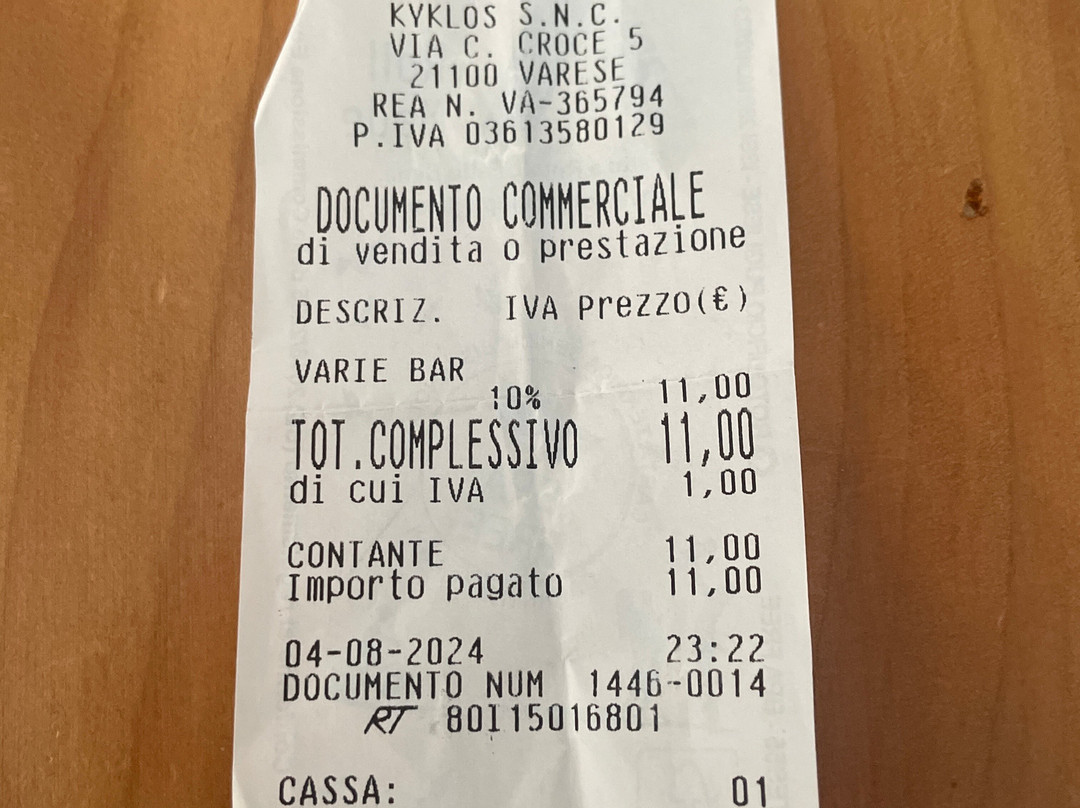 KYKLOS S.N.C.
VIA C. CROCE 5
21100 VARESE
REA N. VA-365794
P.IVA 03613580129
DOCUMENTO COMMERCIALE
di vendita o prestazione
DESCRIZ. IVA Prezzo(€)
VARIE BAR
10% 11,00
TOT.COMPLESSIVO 11,00
di cui IVA 1,00
CONTANTE 11,00
Importo pagato 11,00
04-08-2024 23:22
DOCUMENTO NUM 1446-0014
RT 80I15016801
CASSA: 01